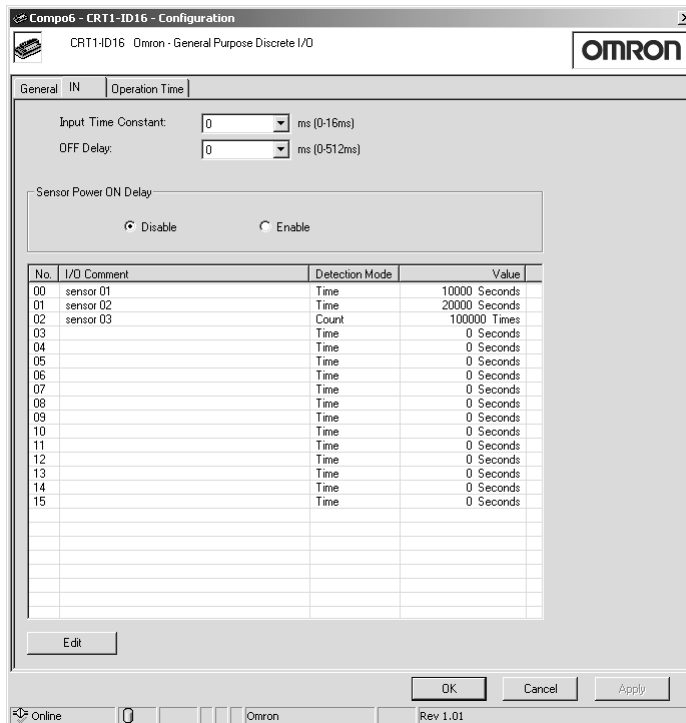 Compo6 - CRT1-ID16 - Configuration
CRT1-ID16 Omron - General Purpose Discrete I/O
OMRON
General IN Operation Time
Input Time Constant: 0 ms (0-16ms)
OFF Delay: 0 ms (0-512ms)
Sensor Power ON Delay
Disable Enable
No. I/O Comment Detection Mode Value
00 sensor 01 Time 10000 Seconds
01 sensor 02 Time 20000 Seconds
02 sensor 03 Count 100000 Times
03 Time 0 Seconds
04 Time 0 Seconds
05 Time 0 Seconds
06 Time 0 Seconds
07 Time 0 Seconds
08 Time 0 Seconds
09 Time 0 Seconds
10 Time 0 Seconds
11 Time 0 Seconds
12 Time 0 Seconds
13 Time 0 Seconds
14 Time 0 Seconds
15 Time 0 Seconds
Edit
OK Cancel Apply
Online Omron Rev 1.01